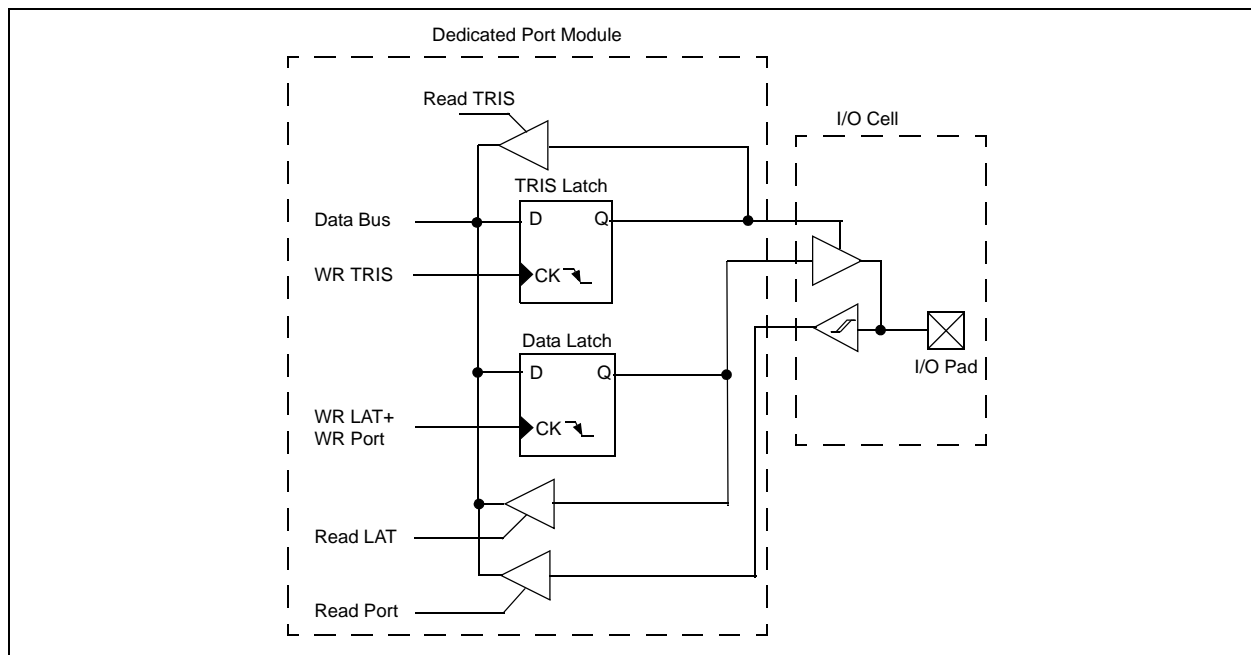 Dedicated Port Module
Read TRIS
I/O Cell
TRIS Latch
Data Bus
D
Q
WR TRIS
CK
Data Latch
I/O Pad
D
Q
WR LAT+
WR Port
CK
Read LAT
Read Port